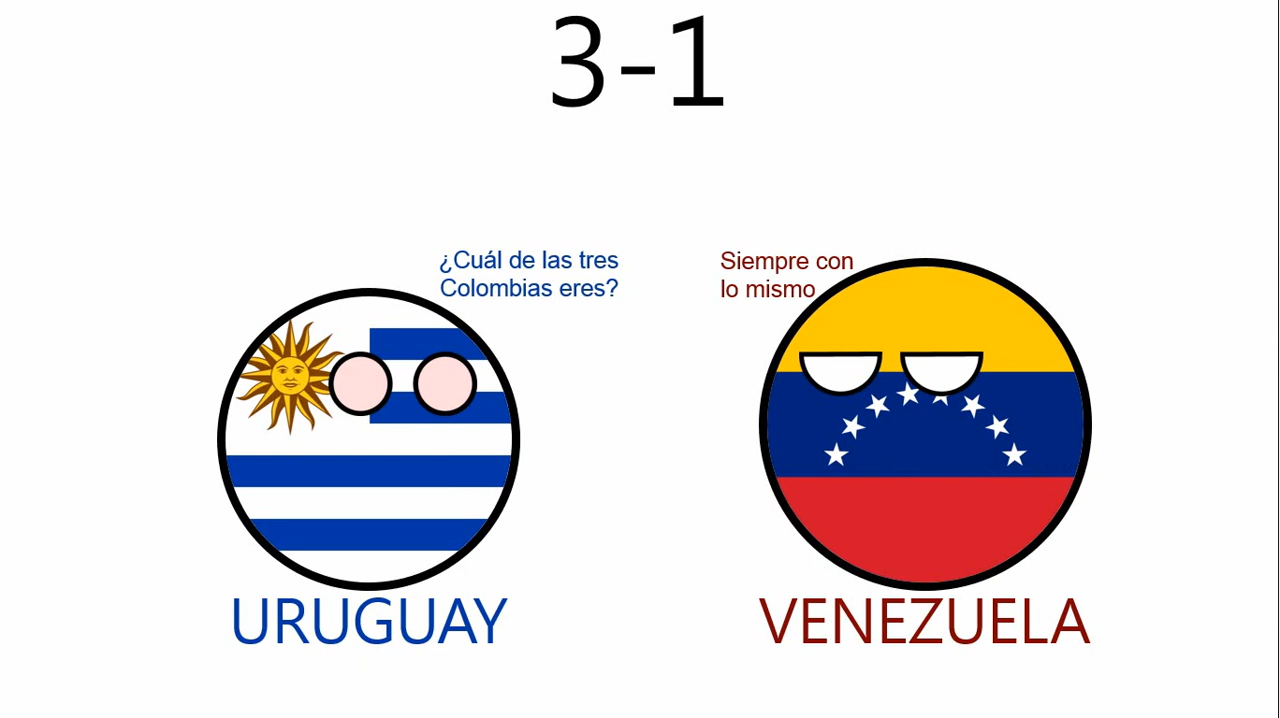 3-1
¿Cuál de las tres
Colombias eres?
Siempre con
lo mismo
URUGUAY
VENEZUELA